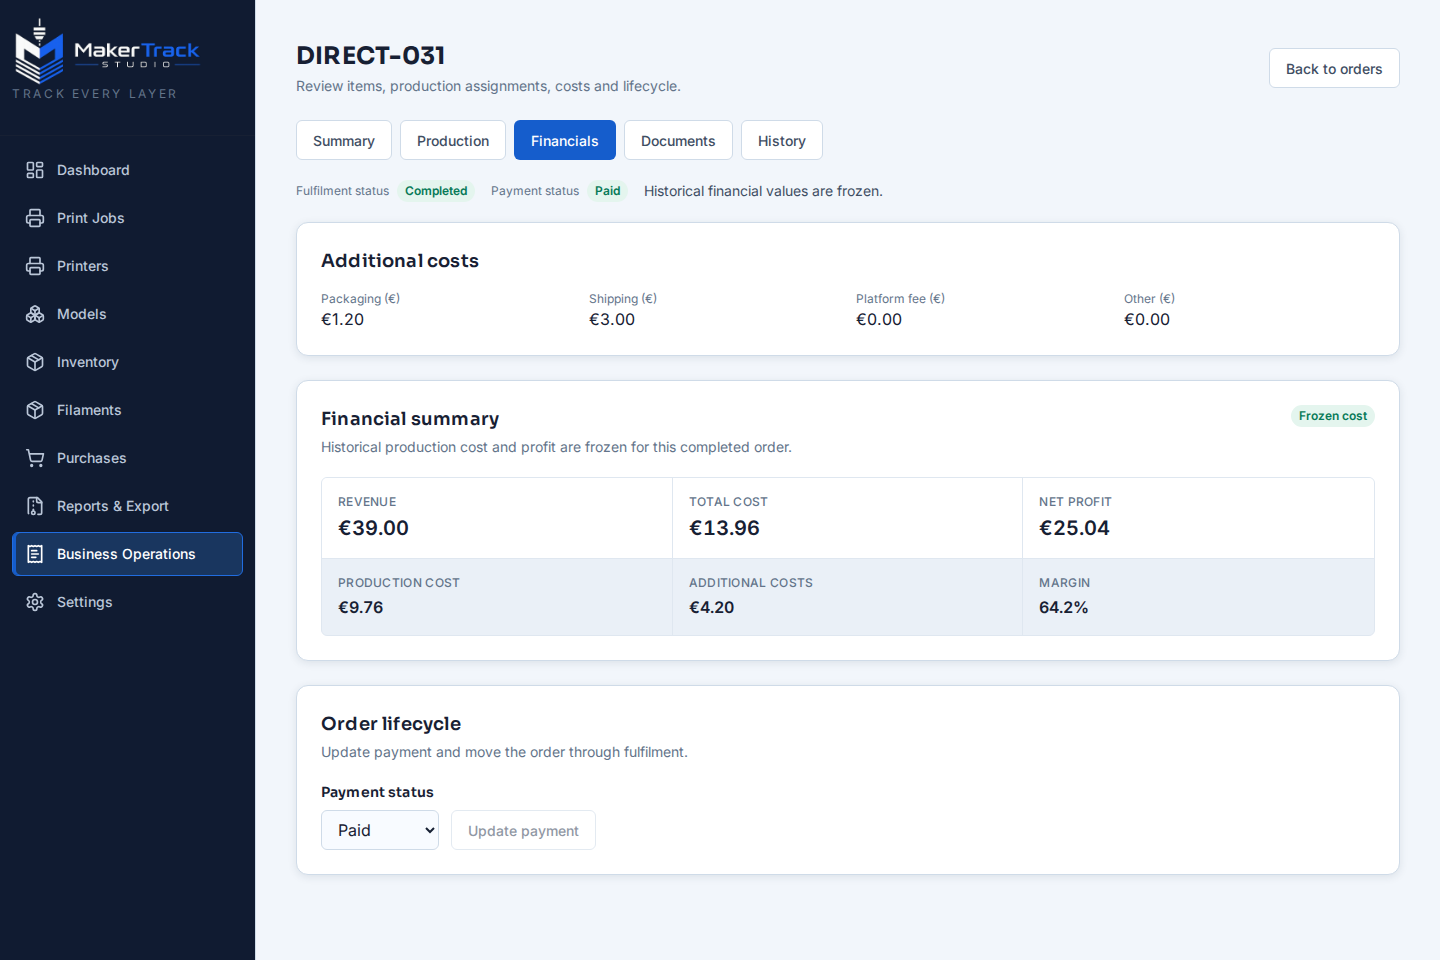 MakerTrack
STUDIO
TRACK EVERY LAYER
Dashboard
Print Jobs
Printers
Models
Inventory
Filaments
Purchases
Reports & Export
Business Operations
Settings
DIRECT-031
Review items, production assignments, costs and lifecycle.
Back to orders
Summary Production Financials Documents History
Fulfilment status Completed Payment status Paid Historical financial values are frozen.
Additional costs
Packaging (€) Shipping (€) Platform fee (€) Other (€)
€1.20 €3.00 €0.00 €0.00
Financial summary
Frozen cost
Historical production cost and profit are frozen for this completed order.
REVENUE TOTAL COST NET PROFIT
€39.00 €13.96 €25.04
PRODUCTION COST ADDITIONAL COSTS MARGIN
€9.76 €4.20 64.2%
Order lifecycle
Update payment and move the order through fulfilment.
Payment status
Paid Update payment